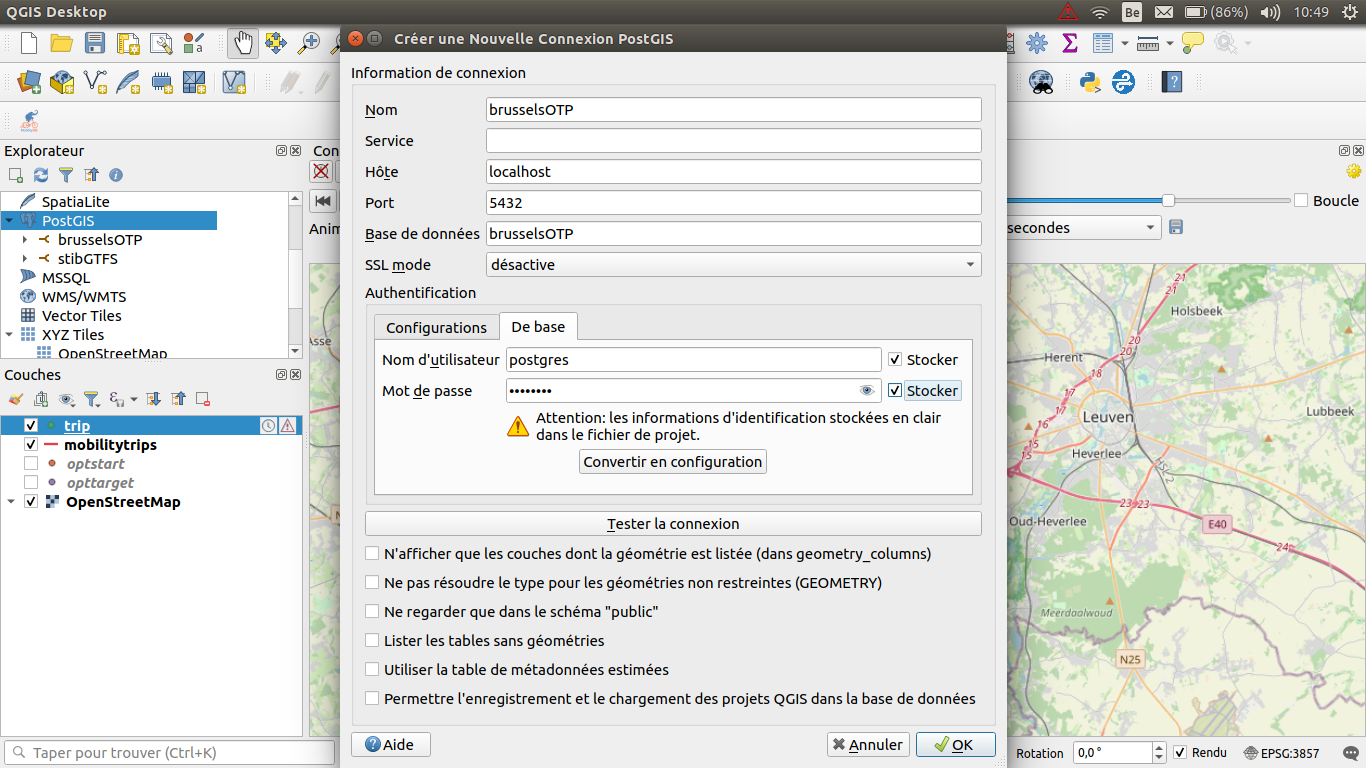 QGIS Desktop
Be
(86%)
10:49
Créer une Nouvelle Connexion PostGIS
Information de connexion
Nom brusselsOTP
Service
Hôte localhost
Port 5432
Base de données brusselsOTP
SSL mode désactive
Authentification
Configurations De base
Nom d'utilisateur postgres Stocker
Mot de passe •••••••• Stocker
Attention: les informations d'identification stockées en clair
dans le fichier de projet.
Convertir en configuration
Tester la connexion
N'afficher que les couches dont la géométrie est listée (dans geometry_columns)
Ne pas résoudre le type pour les géométries non restreintes (GEOMETRY)
Ne regarder que dans le schéma "public"
Lister les tables sans géométries
Utiliser la table de métadonnées estimées
Permettre l'enregistrement et le chargement des projets QGIS dans la base de données
Aide Annuler OK
Explorateur
SpatiaLite
PostGIS
brusselsOTP
stibGTFS
MSSQL
WMS/WMTS
Vector Tiles
XYZ Tiles
OpenStreetMap
Couches
trip
mobilitytrips
optstart
opttarget
OpenStreetMap
Taper pour trouver (Ctrl+K)
Con
Anim
Asse
N
Boucle
secondes
21
21
Holsbeek
20
20
Herent
18
17
16
Leuven
Lubbeek
15
15
Heverlee
HSL 2
23
23
Oud-Heverlee
E40
24
Meerdaalwoud
N25
Rotation 0,0 ° Rendu EPSG:3857